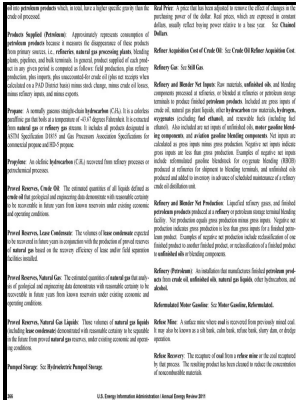 oil into petroleum products which, in total, have a higher specific gravity than the
crude oil processed.
Products Supplied (Petroleum): Approximately represents consumption of
petroleum products because it measures the disappearance of these products
from primary sources, i.e., refineries, natural gas processing plants, blending
plants, pipelines, and bulk terminals. In general, product supplied of each prod-
uct in any given period is computed as follows: field production, plus refinery
production, plus imports, plus unaccounted-for crude oil (plus net receipts when
calculated on a PAD District basis) minus stock change, minus crude oil losses,
minus refinery inputs, and minus exports.
Propane: A normally gaseous straight-chain hydrocarbon (C3H8). It is a colorless
paraffinic gas that boils at a temperature of -43.67 degrees Fahrenheit. It is extracted
from natural gas or refinery gas streams. It includes all products designated in
ASTM Specification D1835 and Gas Processors Association Specifications for
commercial propane and HD-5 propane.
Propylene: An olefinic hydrocarbon (C3H6) recovered from refinery processes or
petrochemical processes.
Proved Reserves, Crude Oil: The estimated quantities of all liquids defined as
crude oil that geological and engineering data demonstrate with reasonable certainty to
be recoverable in future years from known reservoirs under existing economic
and operating conditions.
Proved Reserves, Lease Condensate: The volumes of lease condensate expected
to be recovered in future years in conjunction with the production of proved reserves
of natural gas based on the recovery efficiency of lease and/or field separation
facilities installed.
Proved Reserves, Natural Gas: The estimated quantities of natural gas that analy-
sis of geological and engineering data demonstrates with reasonable certainty to be
recoverable in future years from known reservoirs under existing economic and
operating conditions.
Proved Reserves, Natural Gas Liquids: Those volumes of natural gas liquids
(including lease condensate) demonstrated with reasonable certainty to be separable
in the future from proved natural gas reserves, under existing economic and operat-
ing conditions.
Pumped Storage: See Hydroelectric Pumped Storage.
Real Price: A price that has been adjusted to remove the effect of changes in the
purchasing power of the dollar. Real prices, which are expressed in constant
dollars, usually reflect buying power relative to a base year. See Chained
Dollars.
Refiner Acquisition Cost of Crude Oil: See Crude Oil Refiner Acquisition Cost.
Refinery Gas: See Still Gas.
Refinery and Blender Net Inputs: Raw materials, unfinished oils, and blending
components processed at refineries, or blended at refineries or petroleum storage
terminals to produce finished petroleum products. Included are gross inputs of
crude oil, natural gas plant liquids, other hydrocarbon raw materials, hydrogen,
oxygenates (excluding fuel ethanol), and renewable fuels (including fuel
ethanol). Also included are net inputs of unfinished oils, motor gasoline blend-
ing components, and aviation gasoline blending components. Net inputs are
calculated as gross inputs minus gross production. Negative net inputs indicate
gross inputs are less than gross production. Examples of negative net inputs
include reformulated gasoline blendstock for oxygenate blending (RBOB)
produced at refineries for shipment to blending terminals, and unfinished oils
produced and added to inventory in advance of scheduled maintenance of a refinery
crude oil distillation unit.
Refinery and Blender Net Production: Liquefied refinery gases, and finished
petroleum products produced at a refinery or petroleum storage terminal blending
facility. Net production equals gross production minus gross inputs. Negative net
production indicates gross production is less than gross inputs for a finished petro-
leum product. Examples of negative net production include reclassification of one
finished product to another finished product, or reclassification of a finished product
to unfinished oils or blending components.
Refinery (Petroleum): An installation that manufactures finished petroleum prod-
ucts from crude oil, unfinished oils, natural gas liquids, other hydrocarbons, and
alcohol.
Reformulated Motor Gasoline: See Motor Gasoline, Reformulated.
Refuse Mine: A surface mine where coal is recovered from previously mined coal.
It may also be known as a silt bank, culm bank, refuse bank, slurry dam, or dredge
operation.
Refuse Recovery: The recapture of coal from a refuse mine or the coal recaptured
by that process. The resulting product has been cleaned to reduce the concentration
of noncombustible materials.
U.S. Energy Information Administration / Annual Energy Review 2011